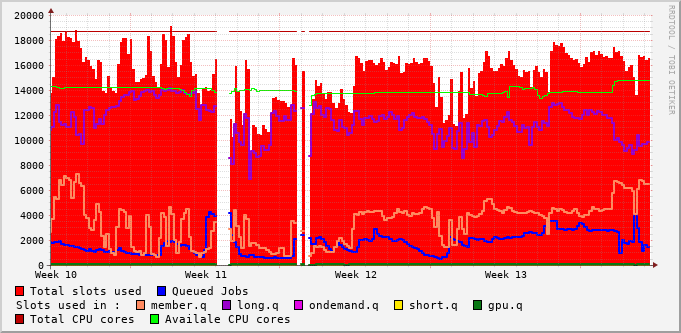 20000
18000
16000
14000
12000
10000
8000
6000
4000
2000
0
Week 10 Week 11 Week 12 Week 13
RRDTOOL / TOBI OETIKER
Total slots used Queued Jobs
Slots used in : member.q long.q ondemand.q short.q gpu.q
Total CPU cores Availale CPU cores